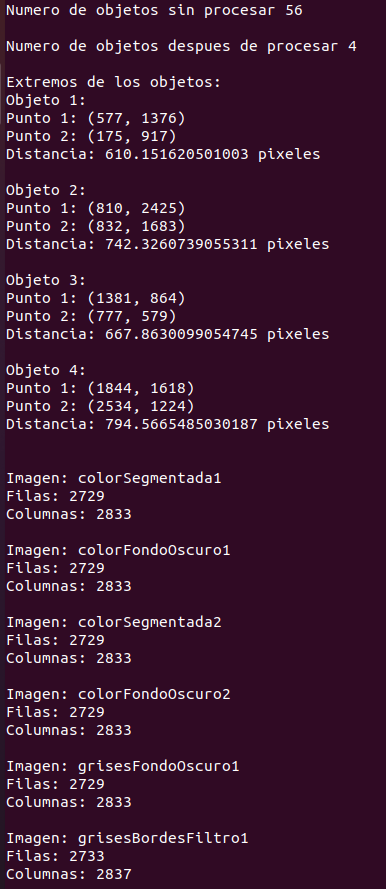 Numero de objetos sin procesar 56
Numero de objetos despues de procesar 4
Extremos de los objetos:
Objeto 1:
Punto 1: (577, 1376)
Punto 2: (175, 917)
Distancia: 610.151620501003 pixeles
Objeto 2:
Punto 1: (810, 2425)
Punto 2: (832, 1683)
Distancia: 742.3260739055311 pixeles
Objeto 3:
Punto 1: (1381, 864)
Punto 2: (777, 579)
Distancia: 667.8630099054745 pixeles
Objeto 4:
Punto 1: (1844, 1618)
Punto 2: (2534, 1224)
Distancia: 794.5665485030187 pixeles
Imagen: colorSegmentada1
Filas: 2729
Columnas: 2833
Imagen: colorFondoOscuro1
Filas: 2729
Columnas: 2833
Imagen: colorSegmentada2
Filas: 2729
Columnas: 2833
Imagen: colorFondoOscuro2
Filas: 2729
Columnas: 2833
Imagen: grisesFondoOscuro1
Filas: 2729
Columnas: 2833
Imagen: grisesBordesFiltro1
Filas: 2733
Columnas: 2837